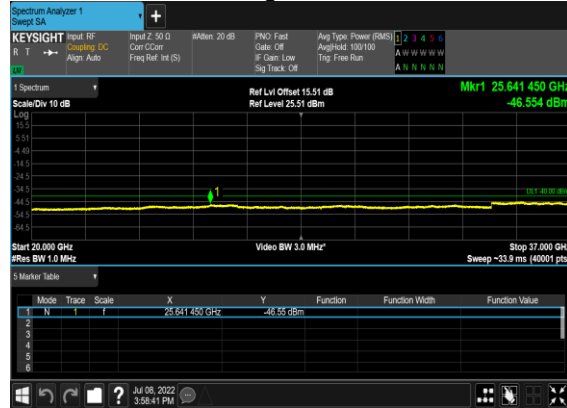 Spectrum Analyzer 1
Swept SA
KEYSIGHT Input: RF Input Z: 50 Ω #Atten: 20 dB PNO: Fast Avg Type: Power (RMS) 1 2 3 4 5 6
R T Coupling: DC Corr CCorr Gate: Off Avg|Hold: 100/100 A W W W W W
Align: Auto Freq Ref: Int (S) IF Gain: Low Trig: Free Run
LW Sig Track: Off A N N N N N
1 Spectrum Ref Lvl Offset 15.51 dB Mkr1 25.641 450 GHz
Scale/Div 10 dB Ref Level 25.51 dBm -46.554 dBm
Log
15.5
5.51
-4.49
-14.5
-24.5
-34.5 1 DL1 -40.00 dBm
-44.5
-54.5
-64.5
Start 20.000 GHz Video BW 3.0 MHz* Stop 37.000 GHz
#Res BW 1.0 MHz Sweep ~33.9 ms (40001 pts)
5 Marker Table
Mode Trace Scale X Y Function Function Width Function Value
1 N 1 f 25.641 450 GHz -46.55 dBm
2
3
4
5
6
? Jul 08, 2022
3:58:41 PM